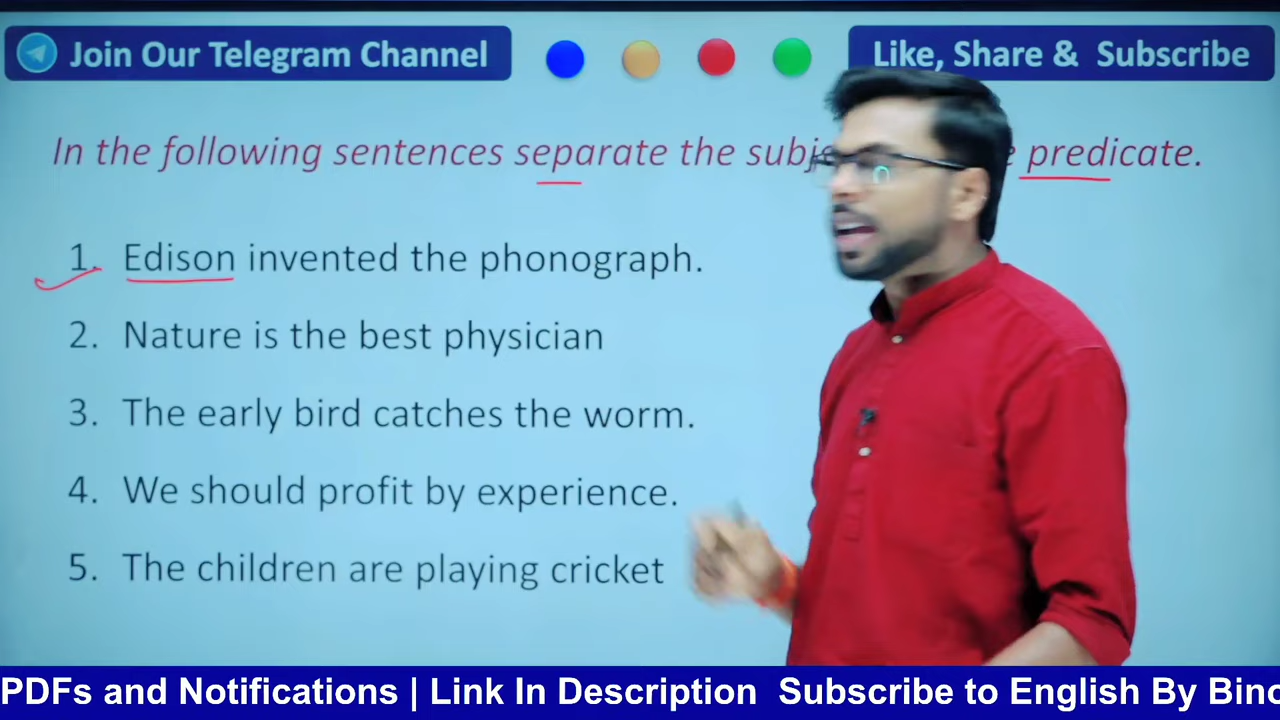 Join Our Telegram Channel
Like, Share & Subscribe
In the following sentences separate the predicate.
1. Edison invented the phonograph.
2. Nature is the best physician
3. The early bird catches the worm.
4. We should profit by experience.
5. The children are playing cricket
PDFs and Notifications | Link In Description Subscribe to English By